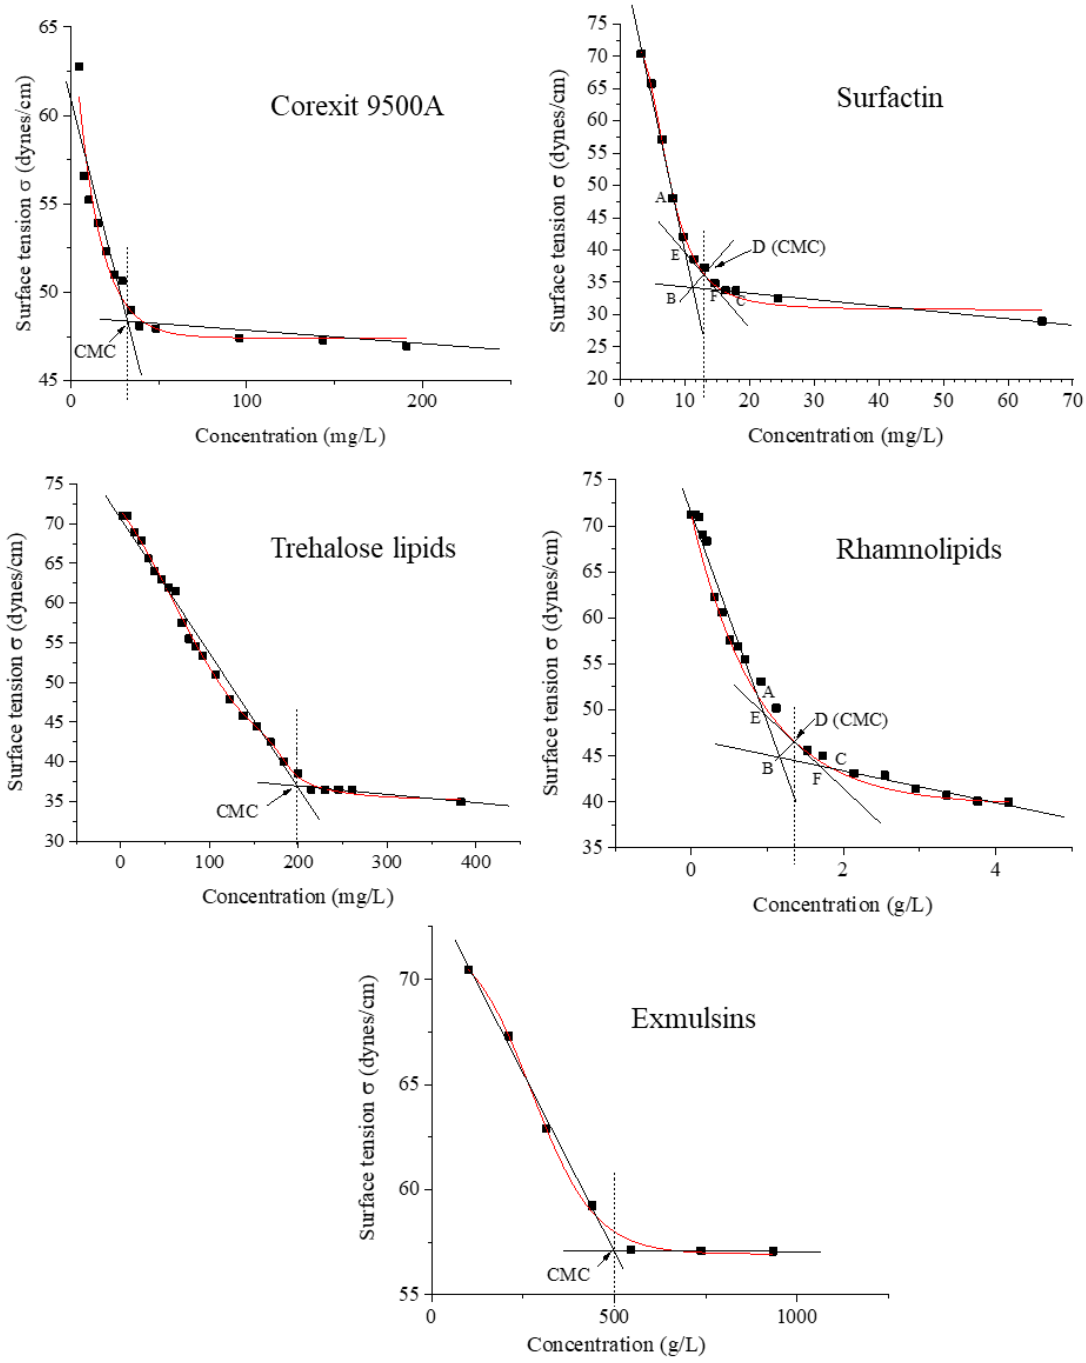 Corexit 9500A
Surface tension σ (dynes/cm)
65
60
55
50
45
CMC
0
100
200
Concentration (mg/L)
Surfactin
Surface tension σ (dynes/cm)
75
70
65
60
55
50
45
40
35
30
25
20
A
E
D (CMC)
B
F
C
0
10
20
30
40
50
60
70
Concentration (mg/L)
Trehalose lipids
Surface tension σ (dynes/cm)
75
70
65
60
55
50
45
40
35
30
CMC
0
100
200
300
400
Concentration (mg/L)
Rhamnolipids
Surface tension σ (dynes/cm)
75
70
65
60
55
50
45
40
35
A
E
D (CMC)
B
F
C
0
2
4
Concentration (g/L)
Exmulsins
Surface tension σ (dynes/cm)
70
65
60
55
CMC
0
500
1000
Concentration (g/L)